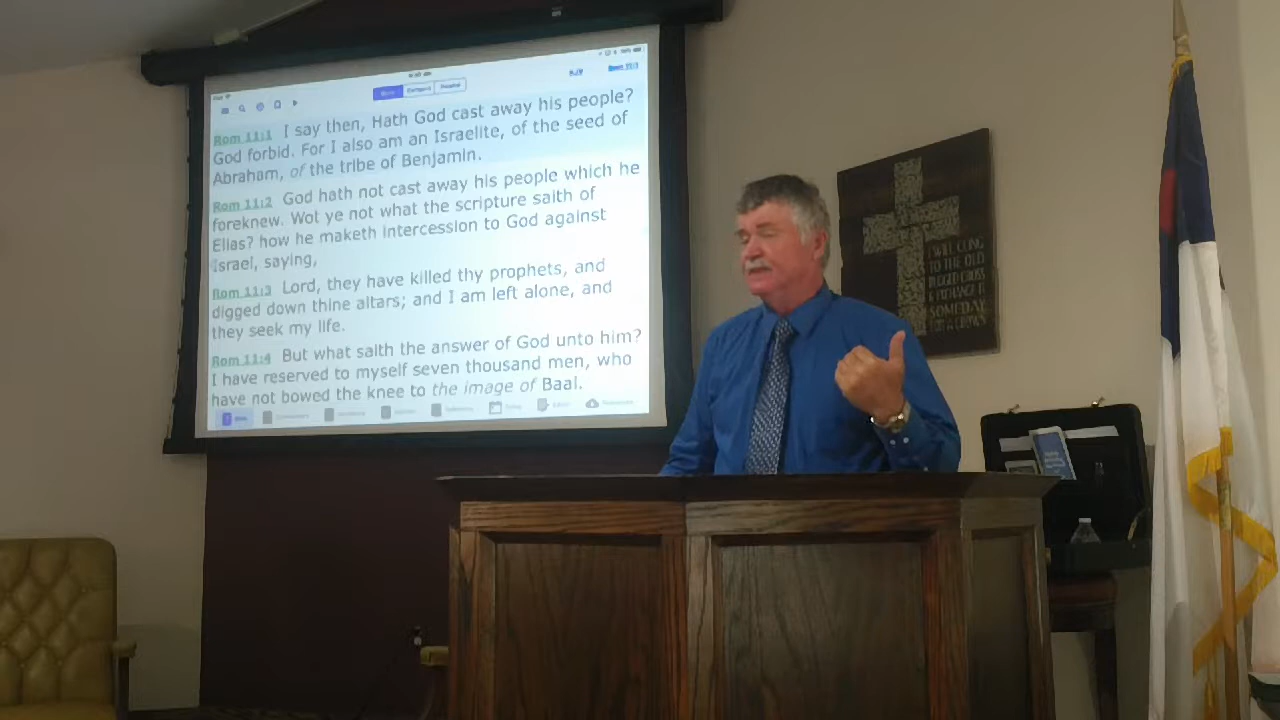 Rom 11:1 I say then, Hath God cast away his people?
God forbid. For I also am an Israelite, of the seed of
Abraham, of the tribe of Benjamin.
Rom 11:2 God hath not cast away his people which he
foreknew. Wot ye not what the scripture saith of
Elias? how he maketh intercession to God against
Israel, saying,
Rom 11:3 Lord, they have killed thy prophets, and
digged down thine altars; and I am left alone, and
they seek my life.
Rom 11:4 But what saith the answer of God unto him?
I have reserved to myself seven thousand men, who
have not bowed the knee to the image of Baal.
I WILL CLING
TO THE OLD
RUGGED CROSS
& EXCHANGE IT
SOMEDAY
FOR A CROWN